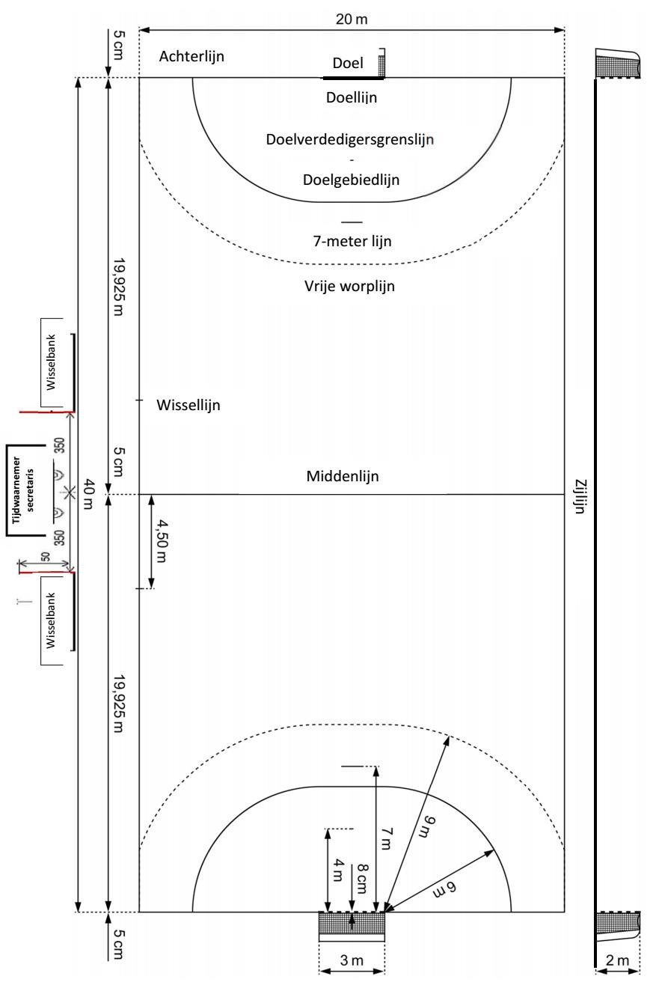 20 m
5 cm
Achterlijn
Doel
Doellijn
Doelverdedigersgrenslijn
-
Doelgebiedlijn
7-meter lijn
Vrije worplijn
19,925 m
Wisselbank
Wissellijn
350
5 cm
Tijdwaarnemer
secretaris
40 m
Middenlijn
Zijlijn
350
4,50 m
50
Wisselbank
19,925 m
9 m
7 m
4 m
8 cm
6 m
5 cm
3 m
2 m